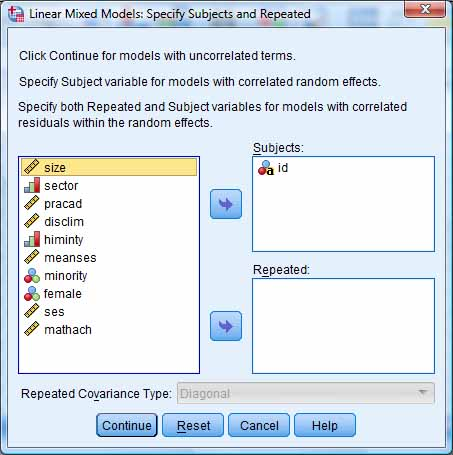 Linear Mixed Models: Specify Subjects and Repeated
Click Continue for models with uncorrelated terms.
Specify Subject variable for models with correlated random effects.
Specify both Repeated and Subject variables for models with correlated
residuals within the random effects.
Subjects:
size
sector
pracad
disclim
himinty
meanses
minority
female
ses
mathach
a id
Repeated:
Repeated Covariance Type: Diagonal
Continue Reset Cancel Help